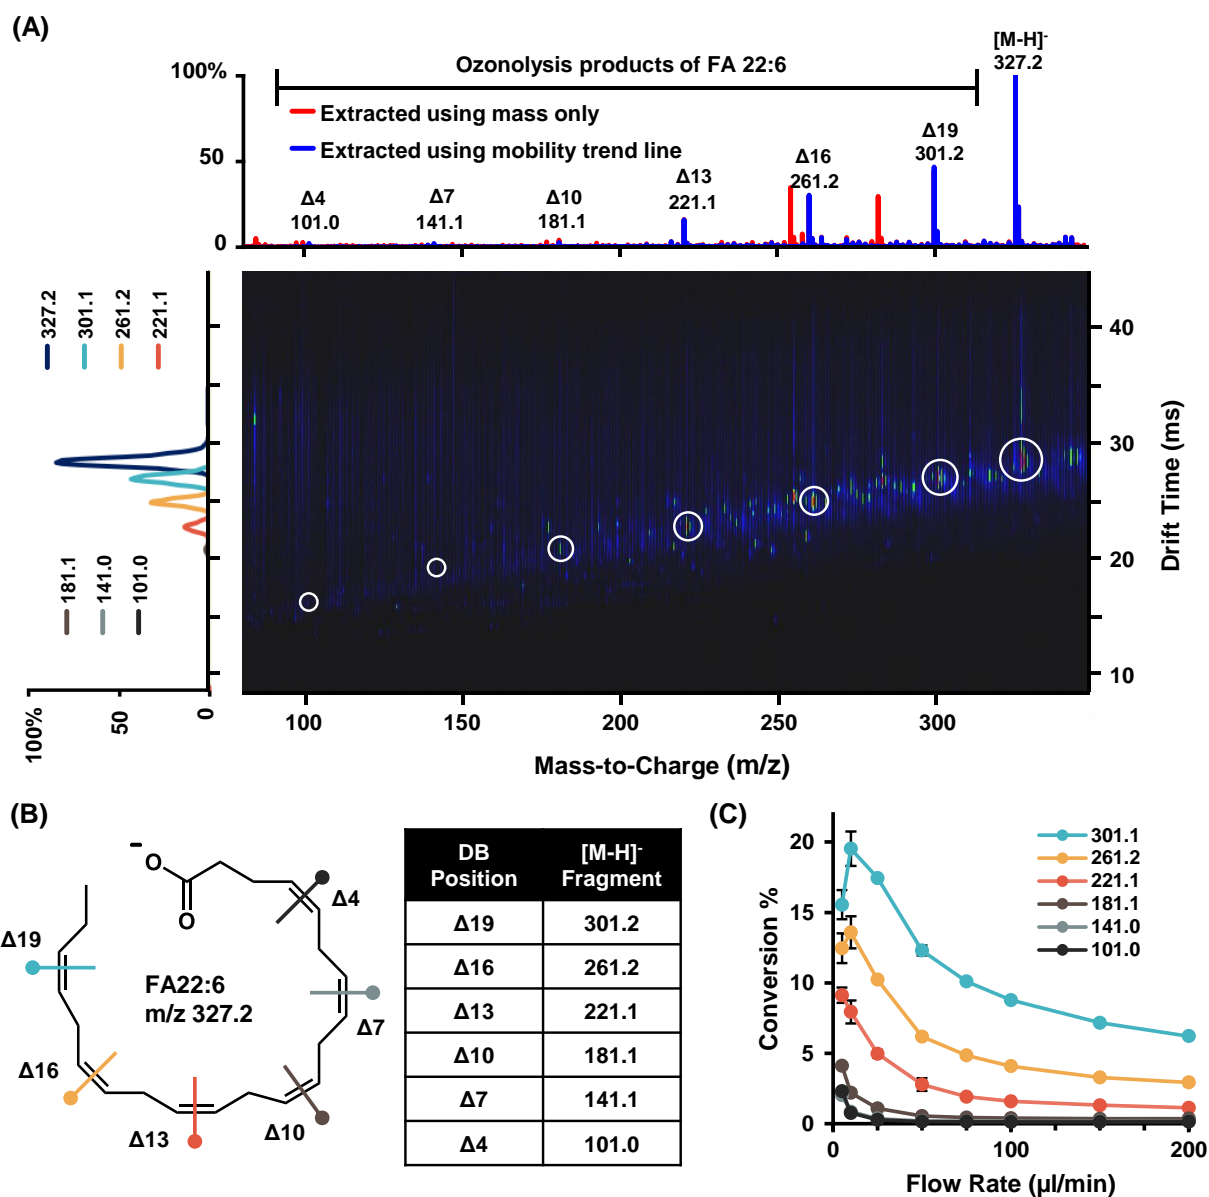 (A)
[M-H]-
327.2
Ozonolysis products of FA 22:6
100%
50
0
Extracted using mass only
Extracted using mobility trend line
Δ4
101.0
Δ7
141.1
Δ10
181.1
Δ13
221.1
Δ16
261.2
Δ19
301.2
327.2
301.1
261.2
221.1
181.1
141.0
101.0
100%
50
0
40
30
20
10
Drift Time (ms)
100
150
200
250
300
Mass-to-Charge (m/z)
(B)
O
O
Δ4
Δ19
FA22:6
m/z 327.2
Δ7
Δ16
Δ13
Δ10
DB Position
[M-H]- Fragment
Δ19 301.2
Δ16 261.2
Δ13 221.1
Δ10 181.1
Δ7 141.1
Δ4 101.0
(C)
Conversion %
20
15
10
5
0
301.1
261.2
221.1
181.1
141.0
101.0
0
100
200
Flow Rate (µl/min)